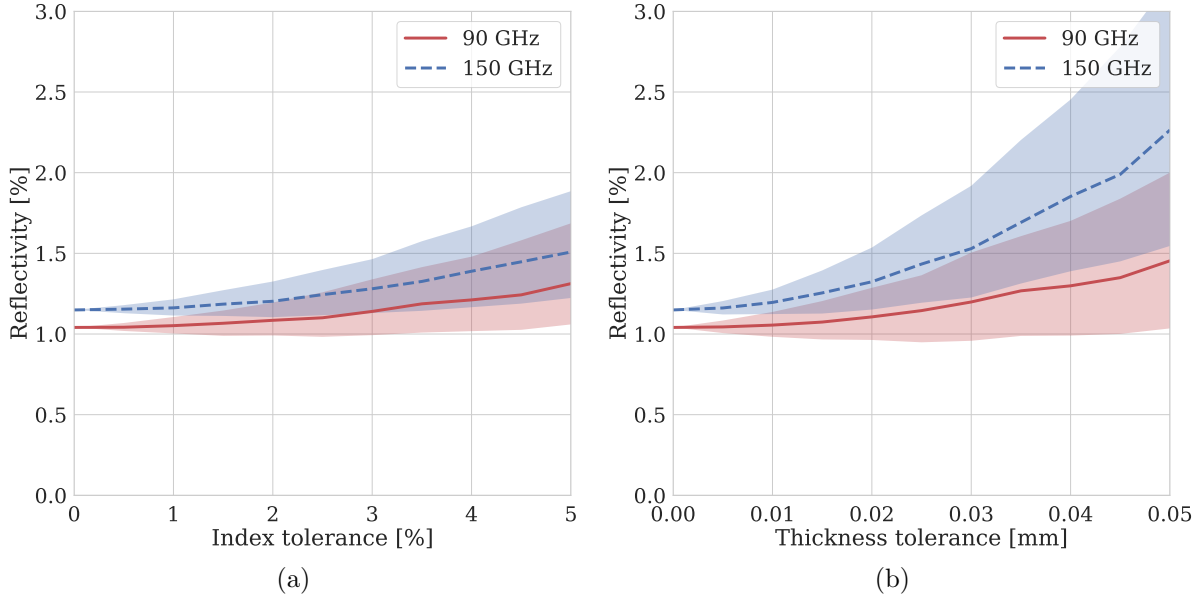 3.0
2.5
2.0
1.5
1.0
0.5
0.0
Reflectivity [%]
90 GHz
150 GHz
0 1 2 3 4 5
Index tolerance [%]
(a)
3.0
2.5
2.0
1.5
1.0
0.5
0.0
Reflectivity [%]
90 GHz
150 GHz
0.00 0.01 0.02 0.03 0.04 0.05
Thickness tolerance [mm]
(b)